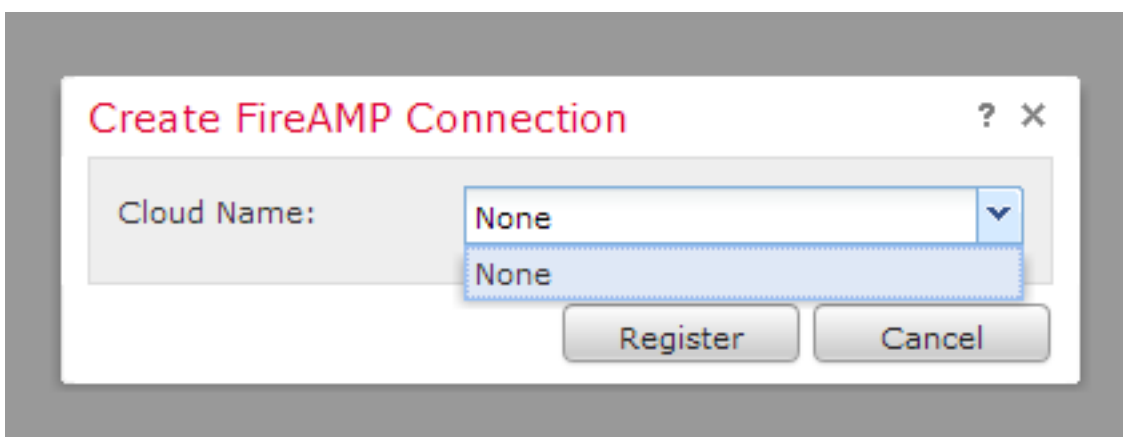 Create FireAMP Connection ? ×
Cloud Name: None
None
Register Cancel